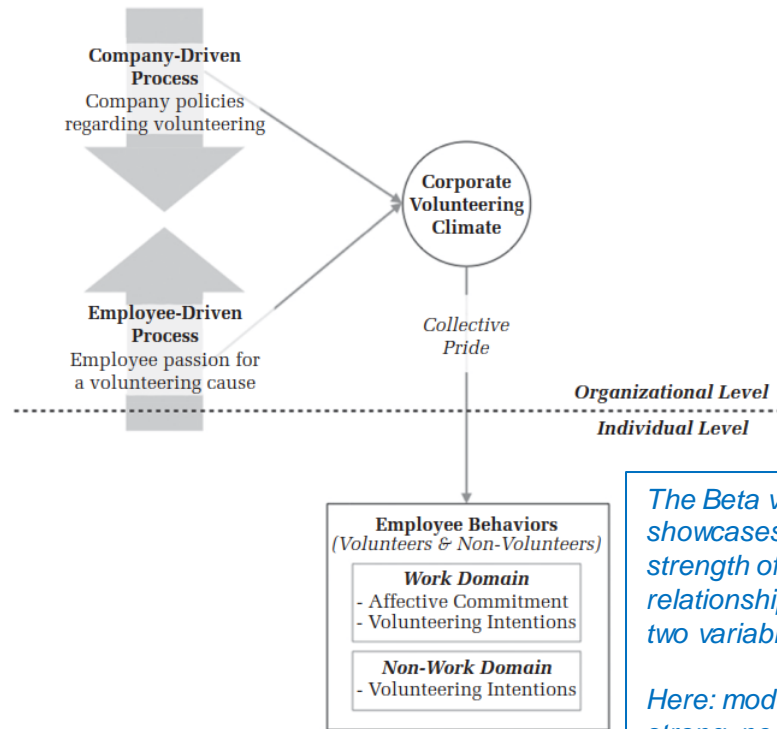 Company-Driven
Process
Company policies
regarding volunteering
Corporate
Volunteering
Climate
Employee-Driven
Process
Employee passion for
a volunteering cause
Collective
Pride
Organizational Level
Individual Level
Employee Behaviors
(Volunteers & Non-Volunteers)
Work Domain
- Affective Commitment
- Volunteering Intentions
Non-Work Domain
- Volunteering Intentions
The Beta
showcases
strength of
relationship
two
Here: